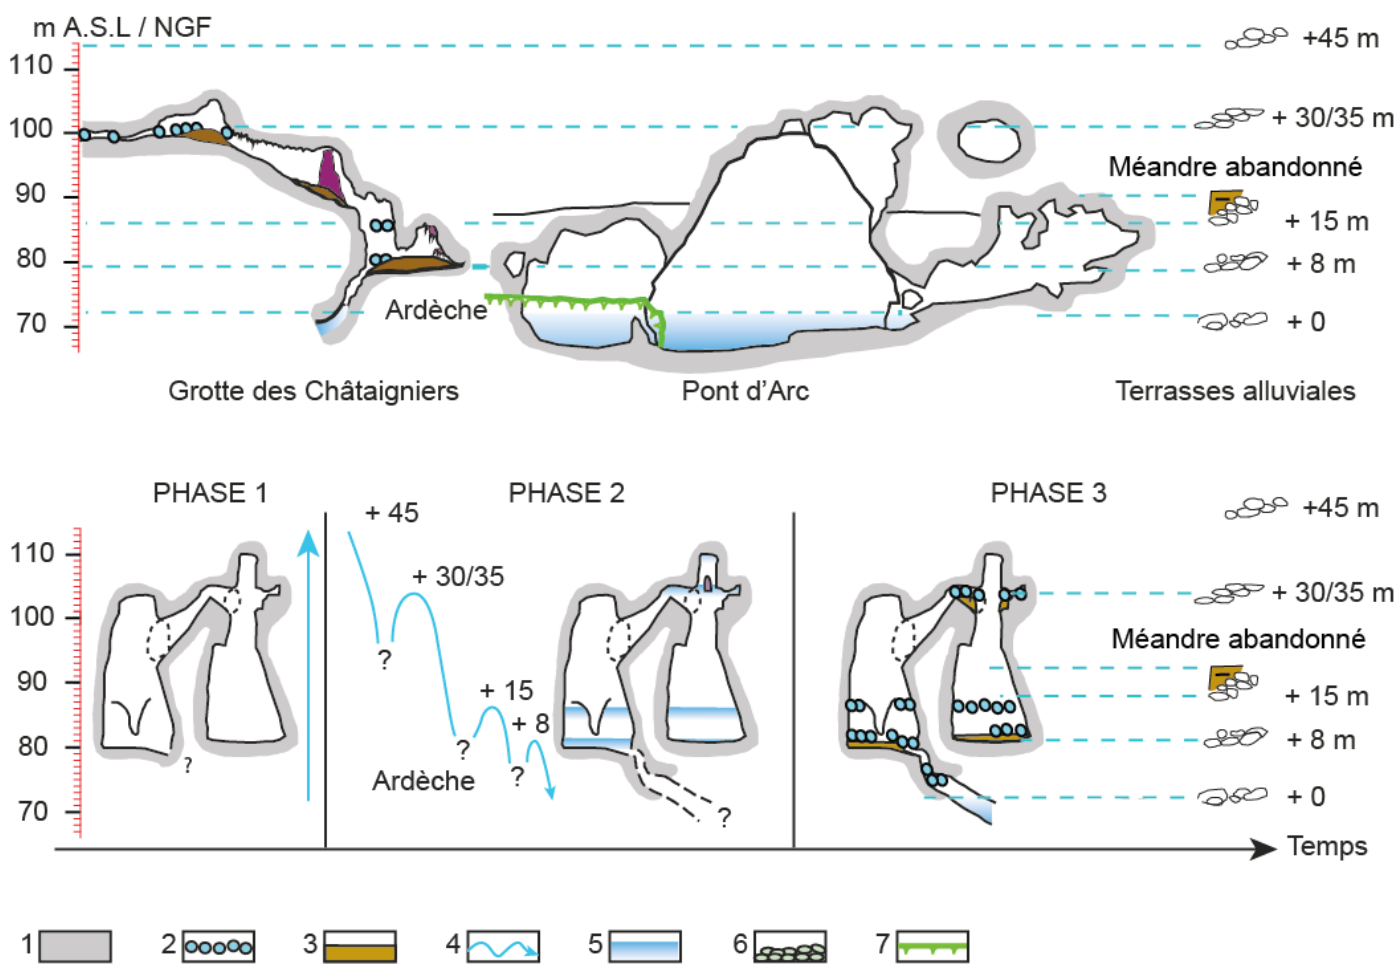 m A.S.L / NGF
110
100
90
80
70
+45 m
+ 30/35 m
Méandre abandonné
+ 15 m
+ 8 m
+ 0
Ardèche
Grotte des Châtaigniers
Pont d'Arc
Terrasses alluviales
PHASE 1
PHASE 2
PHASE 3
110
100
90
80
70
?
+ 45
+ 30/35
?
+ 15
+ 8
?
?
Ardèche
?
+45 m
+ 30/35 m
Méandre abandonné
+ 15 m
+ 8 m
+ 0
Temps
1
2
3
4
5
6
7